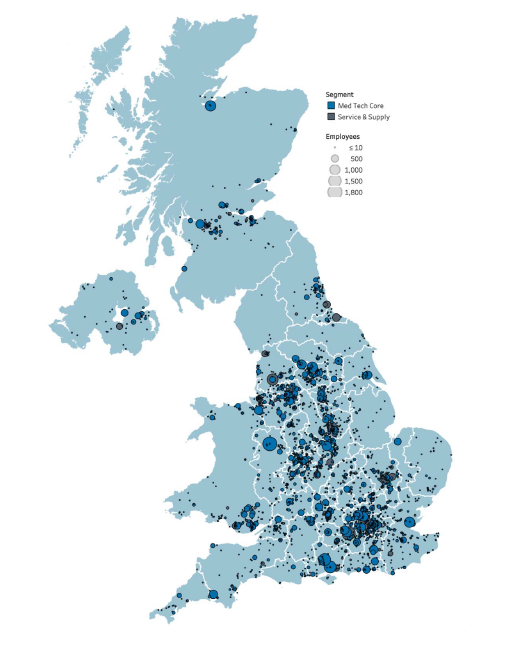 Segment
Med Tech Core
Service & Supply
Employees
≤ 10
500
1,000
1,500
1,800